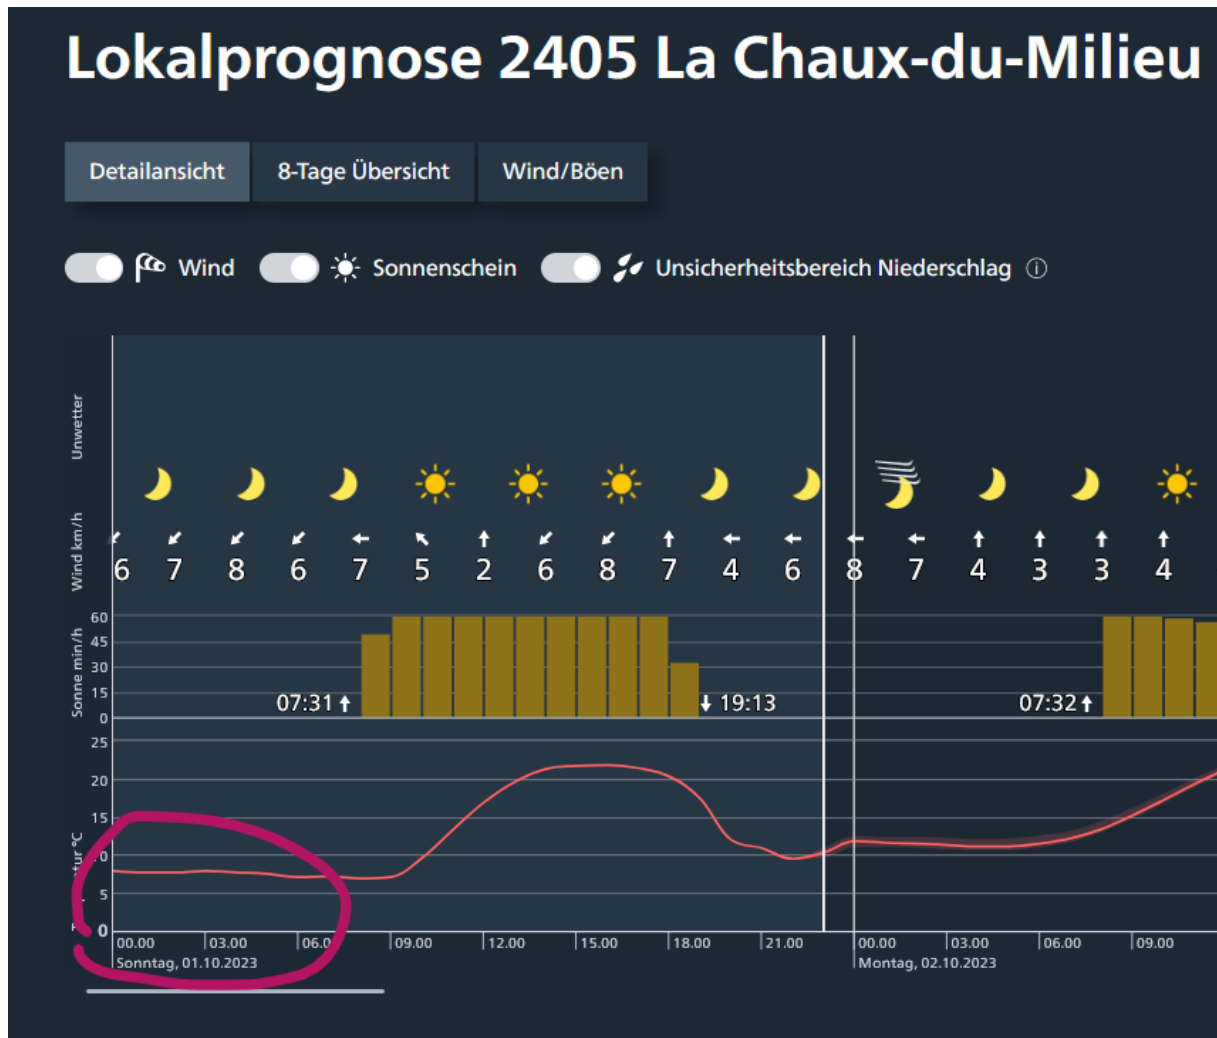 Lokalprognose 2405 La Chaux-du-Milieu
Detailansicht 8-Tage Übersicht Wind/Böen
Wind Sonnenschein Unsicherheitsbereich Niederschlag
Unwetter
Wind km/h
6 7 8 6 7 5 2 6 8 7 4 6 8 7 4 3 3 4
Sonne min/h
60
45
30
15
0
07:31 19:13 07:32
25
20
15
5
0
00.00 03.00 09.00 12.00 15.00 18.00 21.00 00.00 03.00 06.00 09.00
Sonntag, 01.10.2023 Montag, 02.10.2023